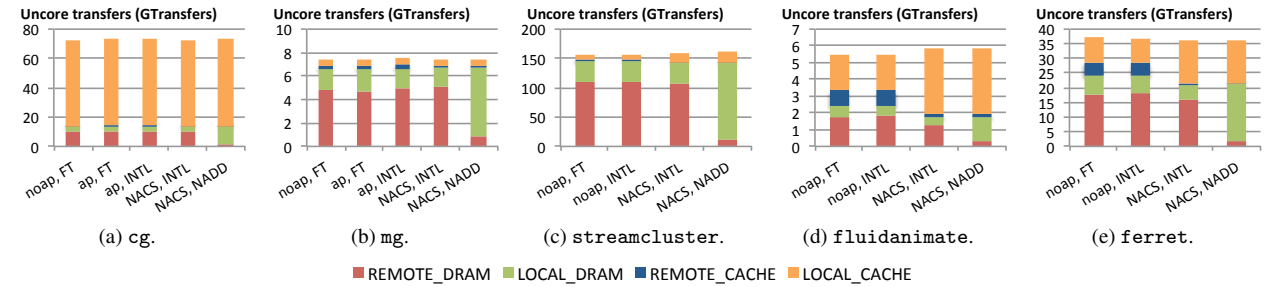 Uncore transfers (GTransfers)
80
60
40
20
0
noap, FT
ap, FT
ap, INTL
NACS, INTL
NACS, NADD
(a) cg.
Uncore transfers (GTransfers)
10
8
6
4
2
0
noap, FT
ap, FT
ap, INTL
NACS, INTL
NACS, NADD
(b) mg.
Uncore transfers (GTransfers)
200
150
100
50
0
noap, FT
noap, INTL
NACS, INTL
NACS, NADD
(c) streamcluster.
Uncore transfers (GTransfers)
7
6
5
4
3
2
1
0
noap, FT
noap, INTL
NACS, INTL
NACS, NADD
(d) fluidanimate.
Uncore transfers (GTransfers)
40
35
30
25
20
15
10
5
0
noap, FT
noap, INTL
NACS, INTL
NACS, NADD
(e) ferret.
REMOTE_DRAM LOCAL_DRAM REMOTE_CACHE LOCAL_CACHE